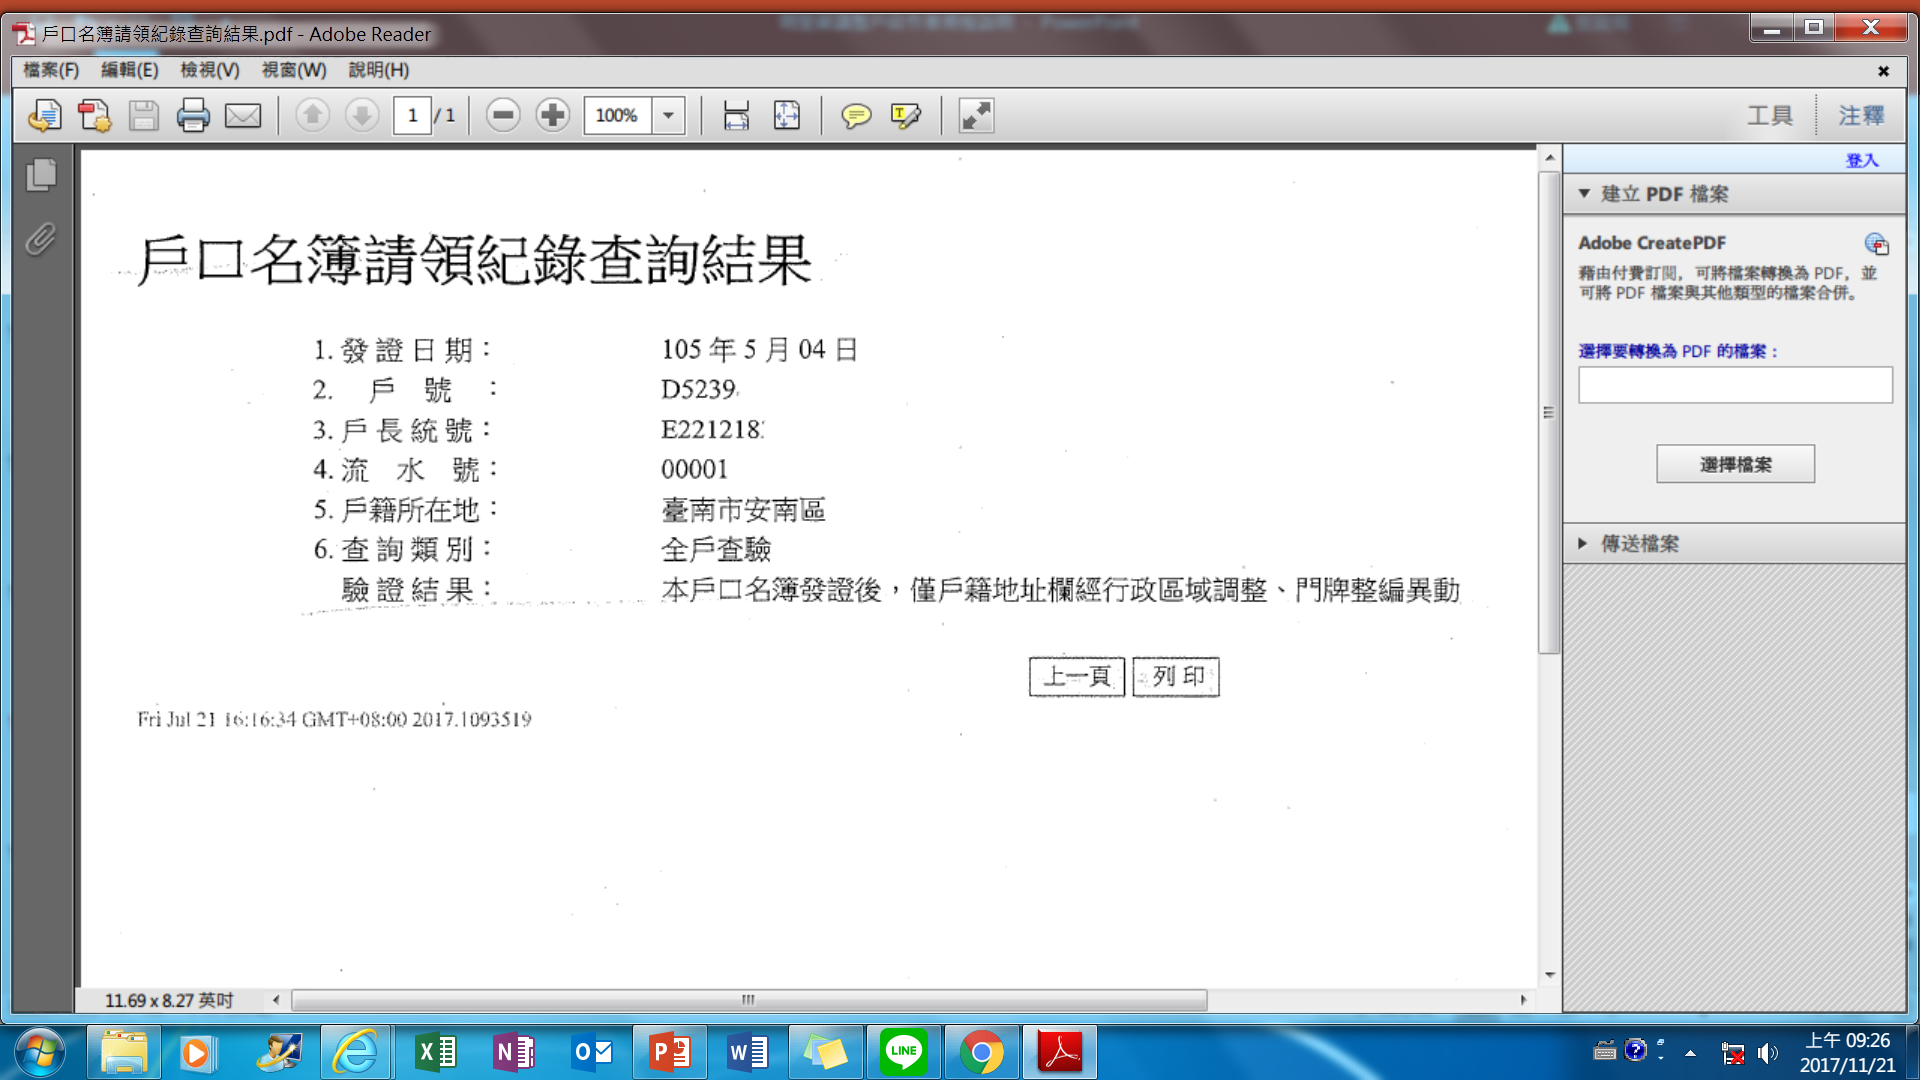 戶口名簿請領紀錄查詢結果.pdf - Adobe Reader
檔案(F) 編輯(E) 檢視(V) 視窗(W) 說明(H)
1 / 1 100% 工具 注釋
登入
建立 PDF 檔案
Adobe CreatePDF
藉由付費訂閱，可將檔案轉換為 PDF，並
可將 PDF 檔案與其他類型的檔案合併。
選擇要轉換為 PDF 的檔案：
選擇檔案
傳送檔案
戶口名簿請領紀錄查詢結果
1. 發證日期： 105 年 5 月 04 日
2. 戶號： D5239
3. 戶長統號： E221218
4. 流水號： 00001
5. 戶籍所在地： 臺南市安南區
6. 查詢類別： 全戶查驗
驗證結果： 本戶口名簿發證後，僅戶籍地址欄經行政區域調整、門牌整編異動
上一頁 列印
Fri Jul 21 16:16:34 GMT+08:00 2017.1093519
11.69 x 8.27 英吋
LINE
上午 09:26
2017/11/21